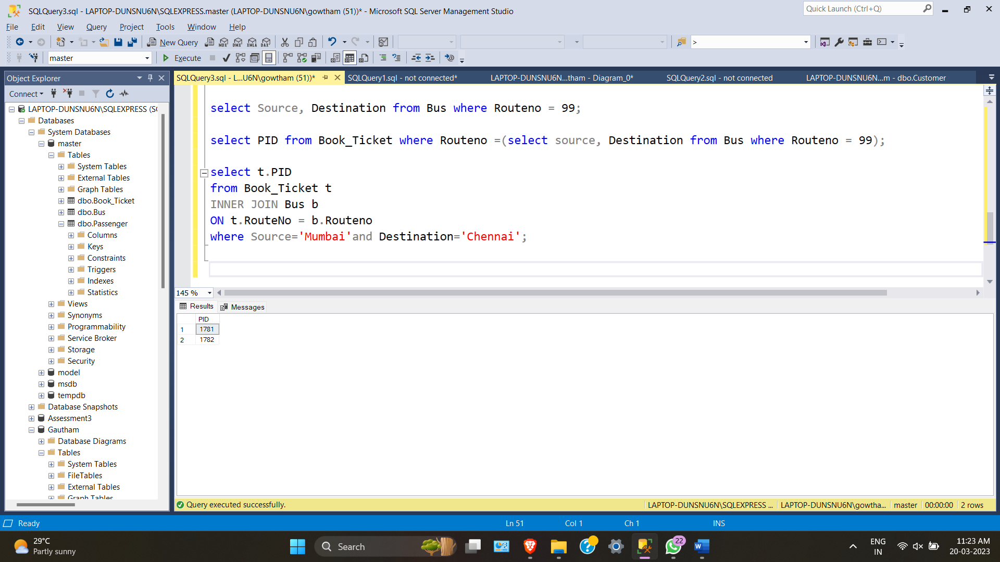 SQLQuery3.sql - LAPTOP-DUNSNU6N\SQLEXPRESS.master (LAPTOP-DUNSNU6N\gowtham (51))* - Microsoft SQL Server Management Studio
Quick Launch (Ctrl+Q)
File Edit View Query Project Tools Window Help
New Query MDX DMX XMLA DAX >
master Execute
Object Explorer
SQLQuery3.sql - L...U6N\gowtham (51))* SQLQuery1.sql - not connected* LAPTOP-DUNSNU6N...tham - Diagram_0* SQLQuery2.sql - not connected LAPTOP-DUNSNU6N...m - dbo.Customer
Connect
LAPTOP-DUNSNU6N\SQLEXPRESS (S
Databases
System Databases
master
Tables
System Tables
External Tables
Graph Tables
dbo.Book_Ticket
dbo.Bus
dbo.Passenger
Columns
Keys
Constraints
Triggers
Indexes
Statistics
Views
Synonyms
Programmability
Service Broker
Storage
Security
model
msdb
tempdb
Database Snapshots
Assessment3
Gautham
Database Diagrams
Tables
System Tables
FileTables
External Tables
Graph Tables
select Source, Destination from Bus where Routeno = 99;
select PID from Book_Ticket where Routeno =(select source, Destination from Bus where Routeno = 99);
select t.PID
from Book_Ticket t
INNER JOIN Bus b
ON t.RouteNo = b.Routeno
where Source='Mumbai'and Destination='Chennai';
145 %
Results Messages
PID
1 1781
2 1782
Query executed successfully. LAPTOP-DUNSNU6N\SQLEXPRESS ... LAPTOP-DUNSNU6N\gowtha... master 00:00:00 2 rows
Ready Ln 51 Col 1 Ch 1 INS
29°C
Partly sunny
Search
22
ENG
IN
11:23 AM
20-03-2023